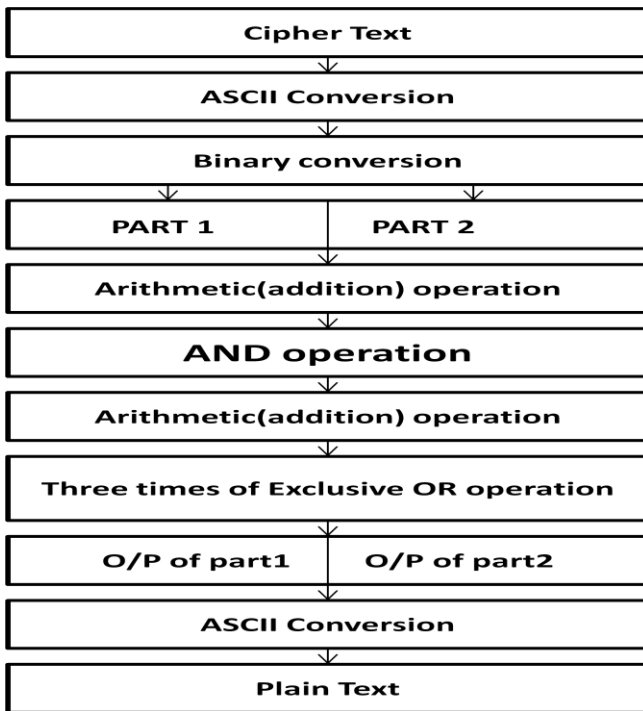 Cipher Text
ASCII Conversion
Binary conversion
PART 1 PART 2
Arithmetic(addition) operation
AND operation
Arithmetic(addition) operation
Three times of Exclusive OR operation
O/P of part1 O/P of part2
ASCII Conversion
Plain Text